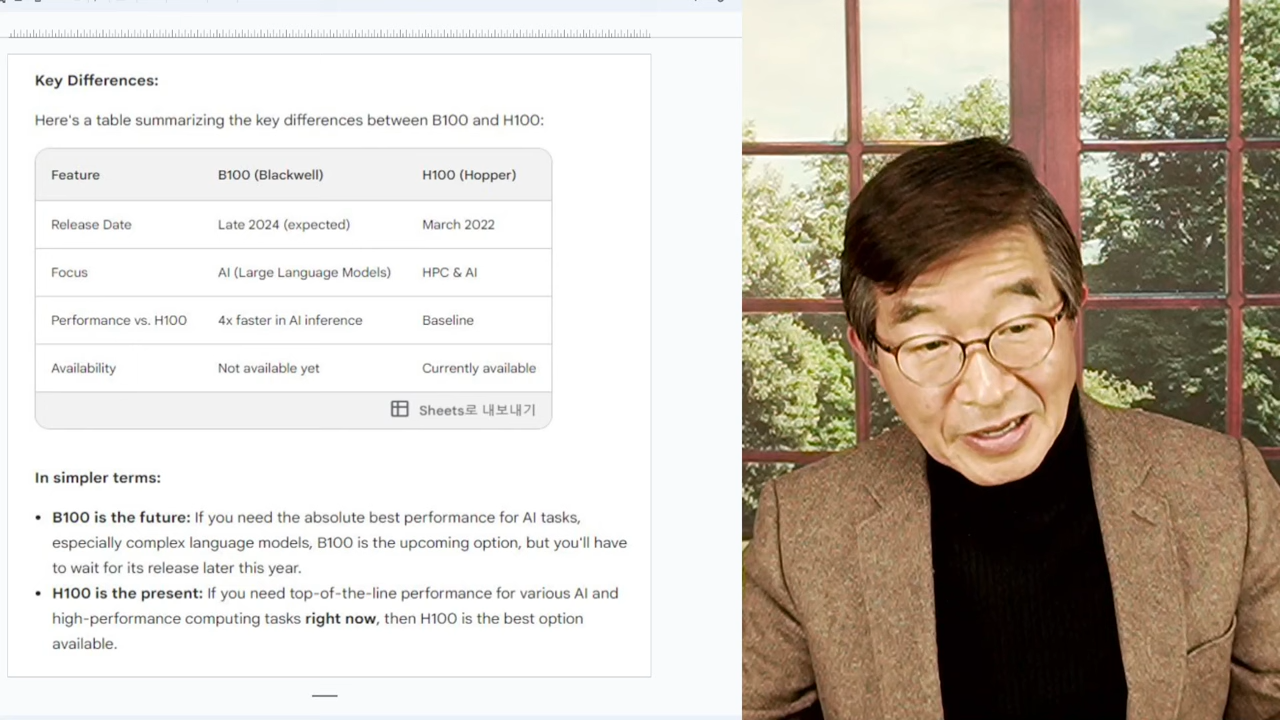 Key Differences:
Here's a table summarizing the key differences between B100 and H100:
Feature B100 (Blackwell) H100 (Hopper)
Release Date Late 2024 (expected) March 2022
Focus AI (Large Language Models) HPC & AI
Performance vs. H100 4x faster in AI inference Baseline
Availability Not available yet Currently available
Sheets로 내보내기
In simpler terms:
• B100 is the future: If you need the absolute best performance for AI tasks,
especially complex language models, B100 is the upcoming option, but you'll have
to wait for its release later this year.
• H100 is the present: If you need top-of-the-line performance for various AI and
high-performance computing tasks right now, then H100 is the best option
available.